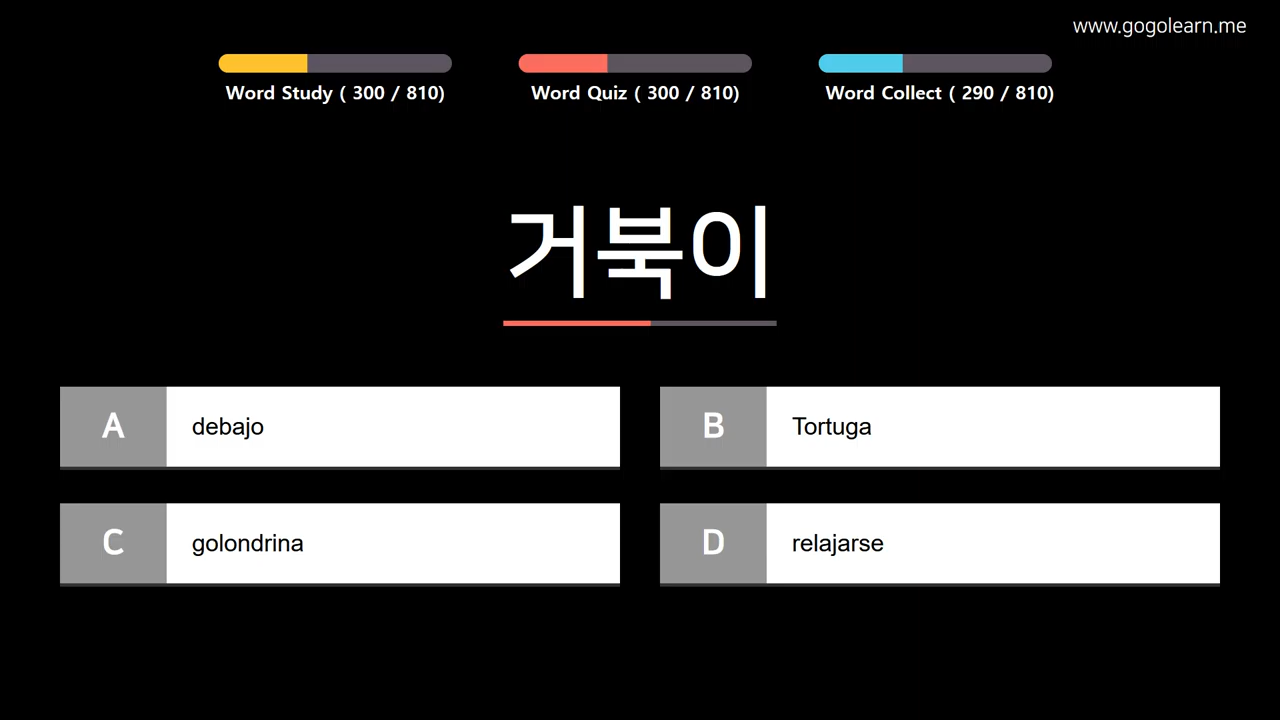 www.gogolearn.me
Word Study ( 300 / 810)
Word Quiz ( 300 / 810)
Word Collect ( 290 / 810)
거북이
A debajo
B Tortuga
C golondrina
D relajarse